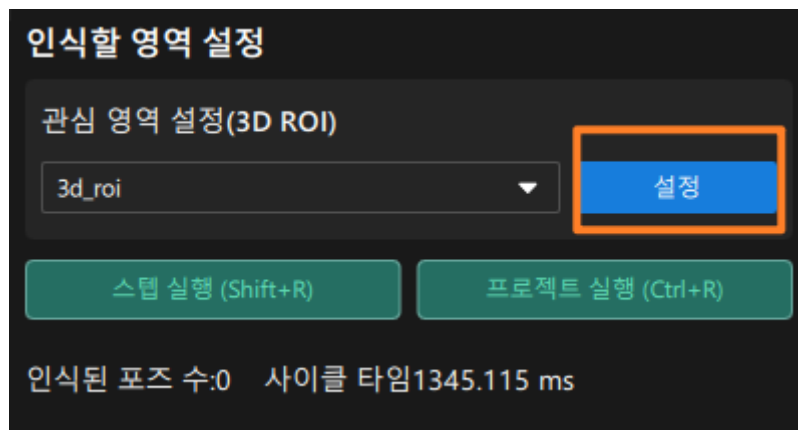 인식할 영역 설정
관심 영역 설정(3D ROI)
3d_roi 설정
스텝 실행 (Shift+R) 프로젝트 실행 (Ctrl+R)
인식된 포즈 수:0 사이클 타임1345.115 ms